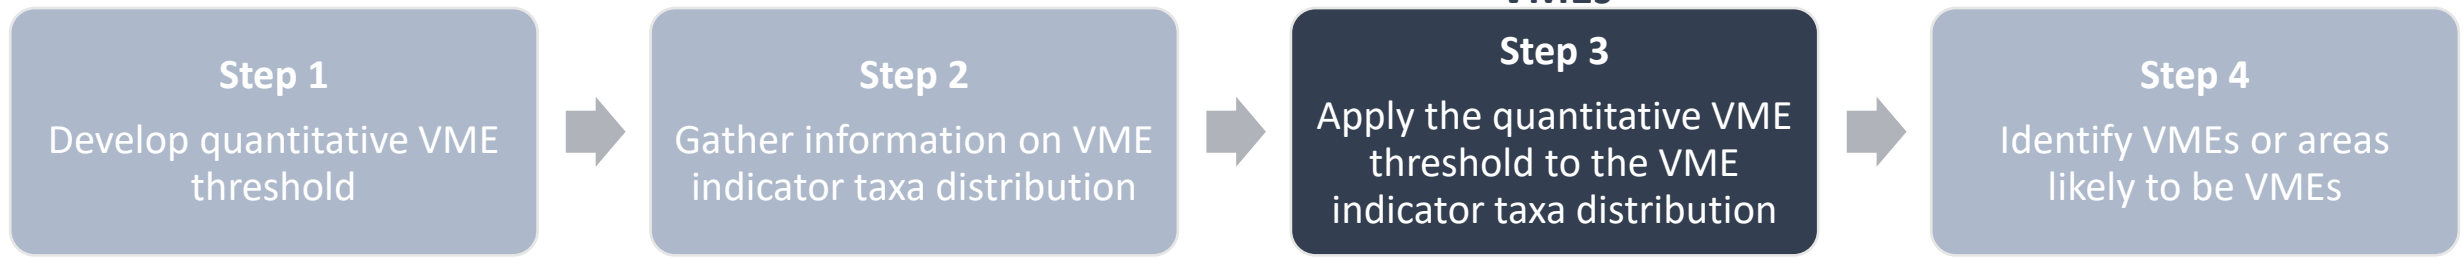 VMEs
Step 1
Develop quantitative VME
threshold
Step 2
Gather information on VME
indicator taxa distribution
Step 3
Apply the quantitative VME
threshold to the VME
indicator taxa distribution
Step 4
Identify VMEs or areas
likely to be VMEs